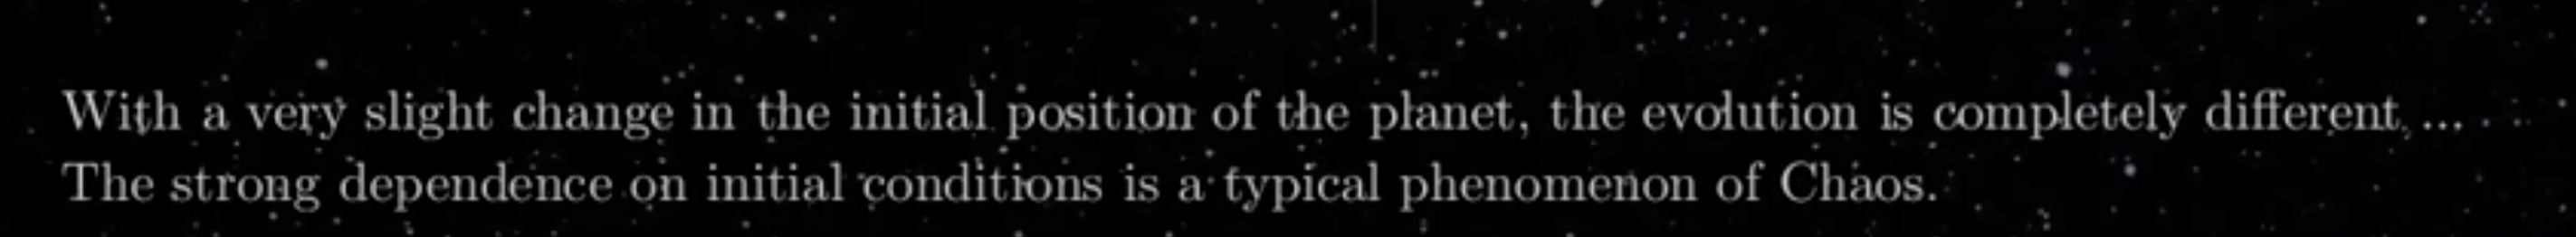 With a very slight change in the initial position of the planet, the evolution is completely different, ...
The strong dependence on initial conditions is a typical phenomenon of Chaos.